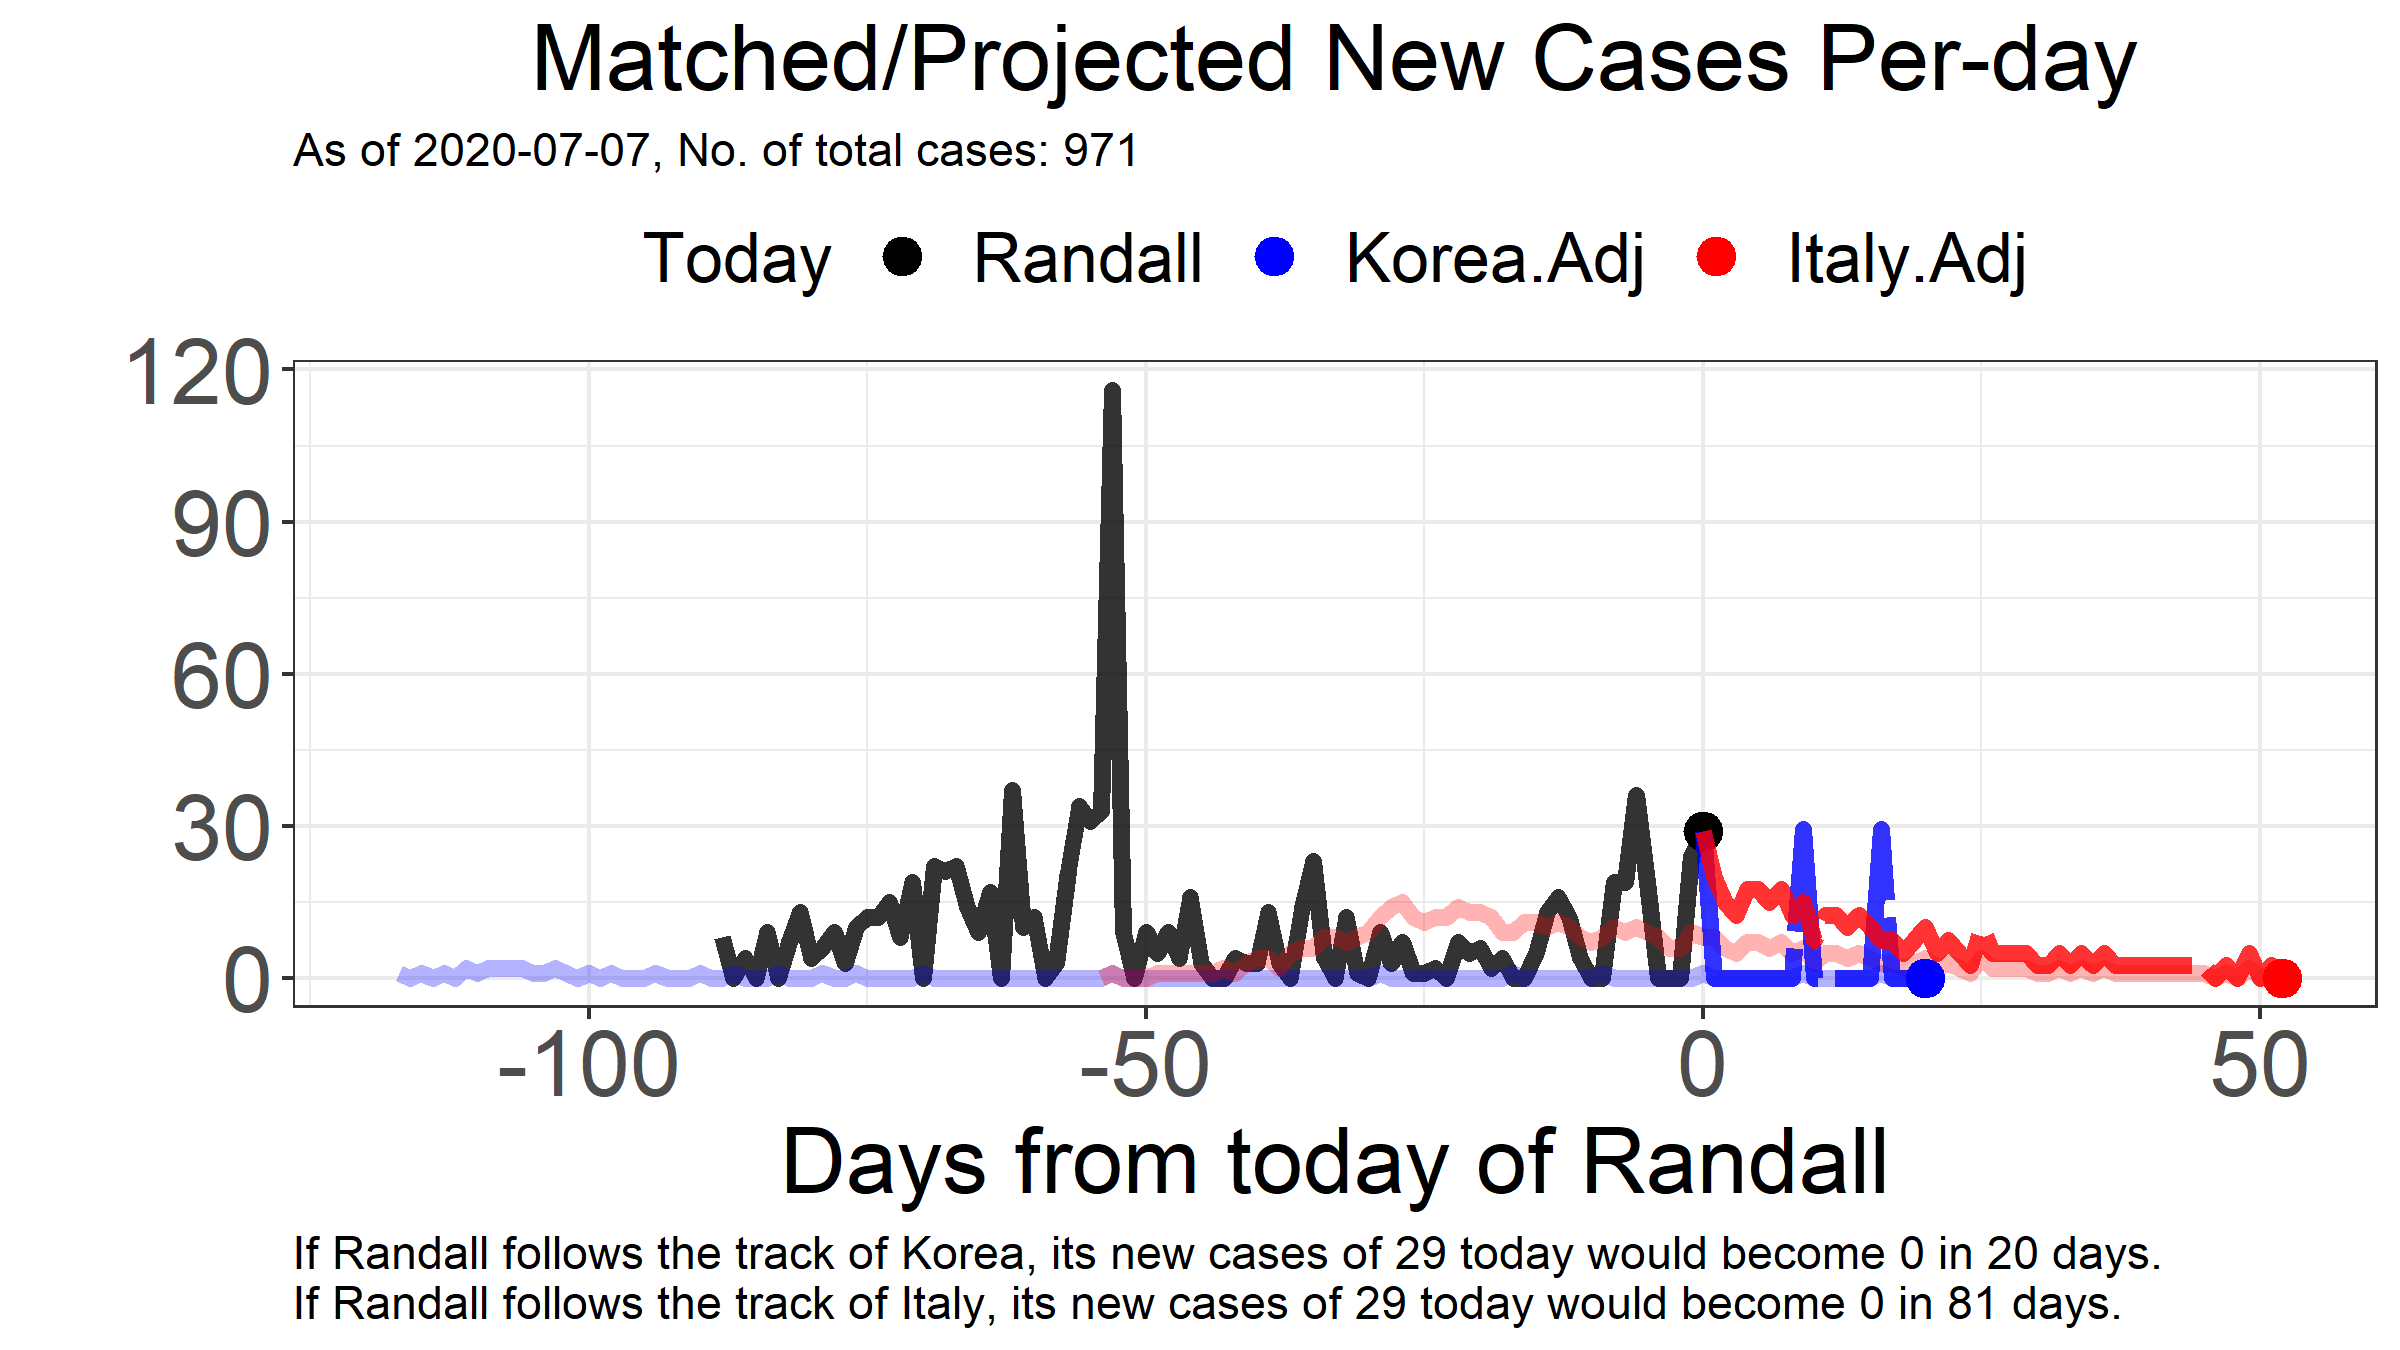 Matched/Projected New Cases Per-day
As of 2020-07-07, No. of total cases: 971
Today Randall Korea.Adj Italy.Adj
120
90
60
30
0
-100 -50 0 50
Days from today of Randall
If Randall follows the track of Korea, its new cases of 29 today would become 0 in 20 days.
If Randall follows the track of Italy, its new cases of 29 today would become 0 in 81 days.